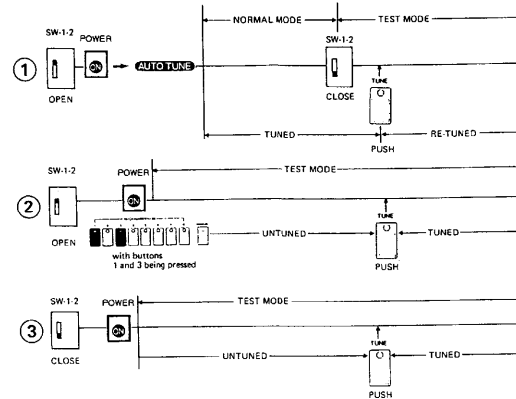 NORMAL MODE
TEST MODE
SW-1-2
POWER
SW-1-2
1
ON
AUTO TUNE
TUNE
OPEN
CLOSE
TUNED
RE-TUNED
PUSH
TEST MODE
SW-1-2
POWER
2
ON
TUNE
OPEN
UNTUNED
TUNED
with buttons
1 and 3 being pressed
PUSH
SW-1-2
POWER
TEST MODE
3
ON
TUNE
CLOSE
UNTUNED
TUNED
PUSH